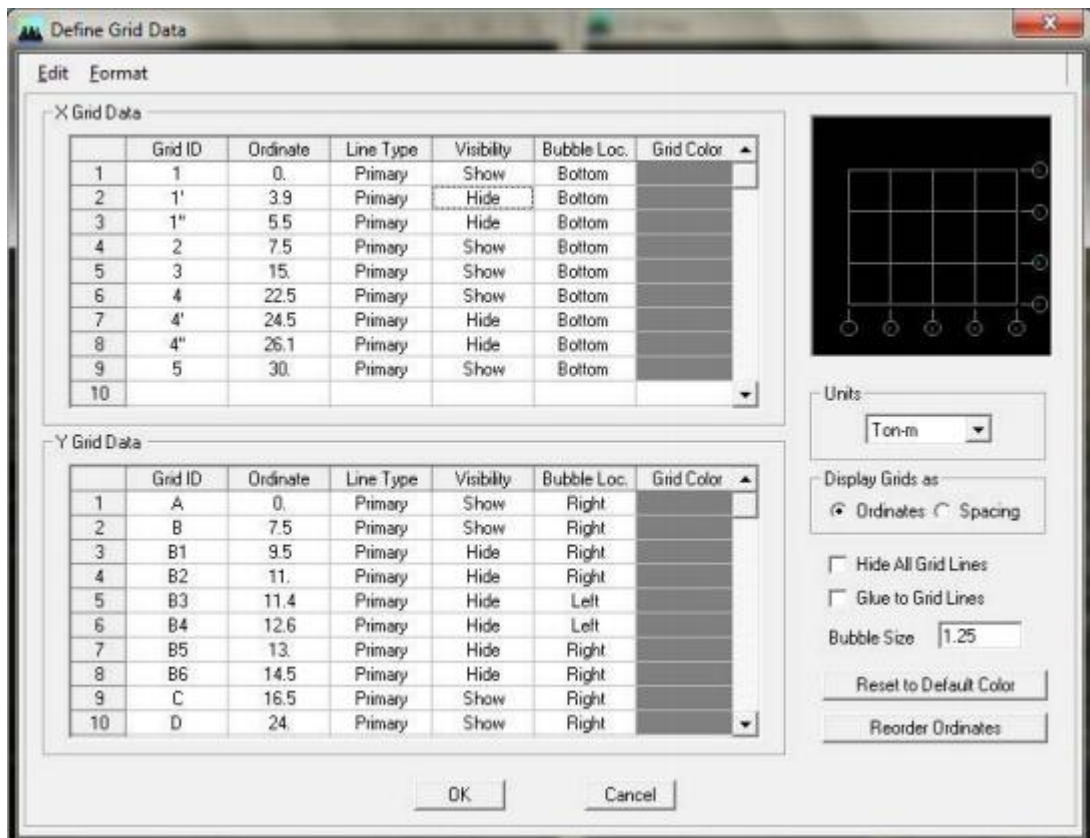 Define Grid Data
Edit Format
X Grid Data
Grid ID Ordinate Line Type Visibility Bubble Loc. Grid Color
1 1 0. Primary Show Bottom
2 1' 3.9 Primary Hide Bottom
3 1" 5.5 Primary Hide Bottom
4 2 7.5 Primary Show Bottom
5 3 15. Primary Show Bottom
6 4 22.5 Primary Show Bottom
7 4' 24.5 Primary Hide Bottom
8 4" 26.1 Primary Hide Bottom
9 5 30. Primary Show Bottom
10
Units
Ton-m
Y Grid Data
Grid ID Ordinate Line Type Visibility Bubble Loc. Grid Color
1 A 0. Primary Show Right
2 B 7.5 Primary Show Right
3 B1 9.5 Primary Hide Right
4 B2 11. Primary Hide Right
5 B3 11.4 Primary Hide Left
6 B4 12.6 Primary Hide Left
7 B5 13. Primary Hide Right
8 B6 14.5 Primary Hide Right
9 C 16.5 Primary Show Right
10 D 24. Primary Show Right
Display Grids as
Ordinates Spacing
Hide All Grid Lines
Glue to Grid Lines
Bubble Size 1.25
Reset to Default Color
Reorder Ordinates
OK Cancel